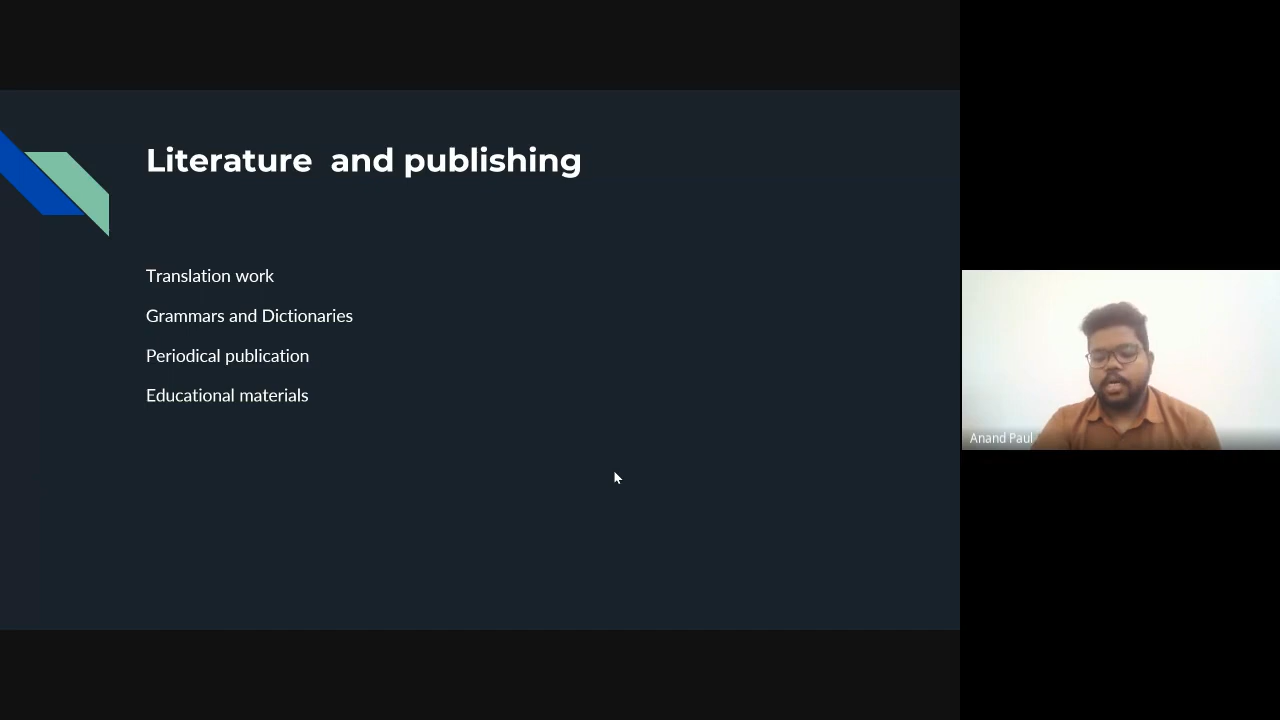 Literature  and publishing
Translation work
Grammars and Dictionaries
Periodical publication
Educational materials
Anand Paul